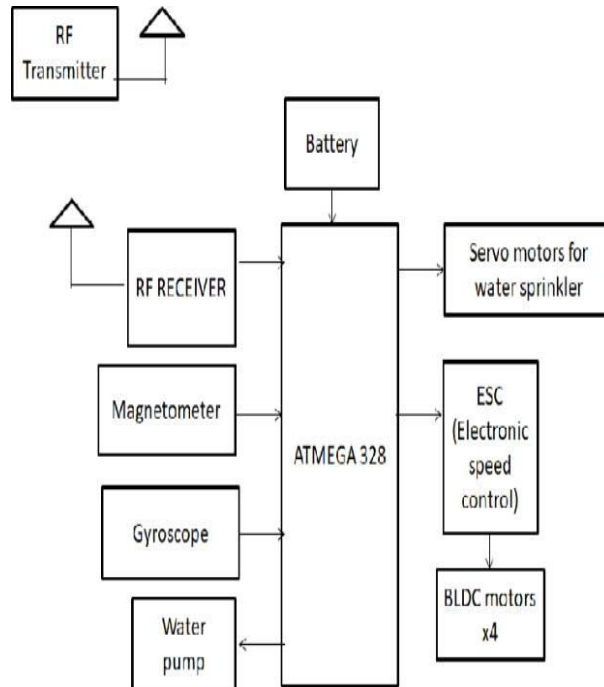 RF
Transmitter
Battery
RF RECEIVER
Servo motors for
water sprinkler
Magnetometer
ATMEGA 328
ESC
(Electronic
speed
control)
Gyroscope
BLDC motors
x4
Water
pump